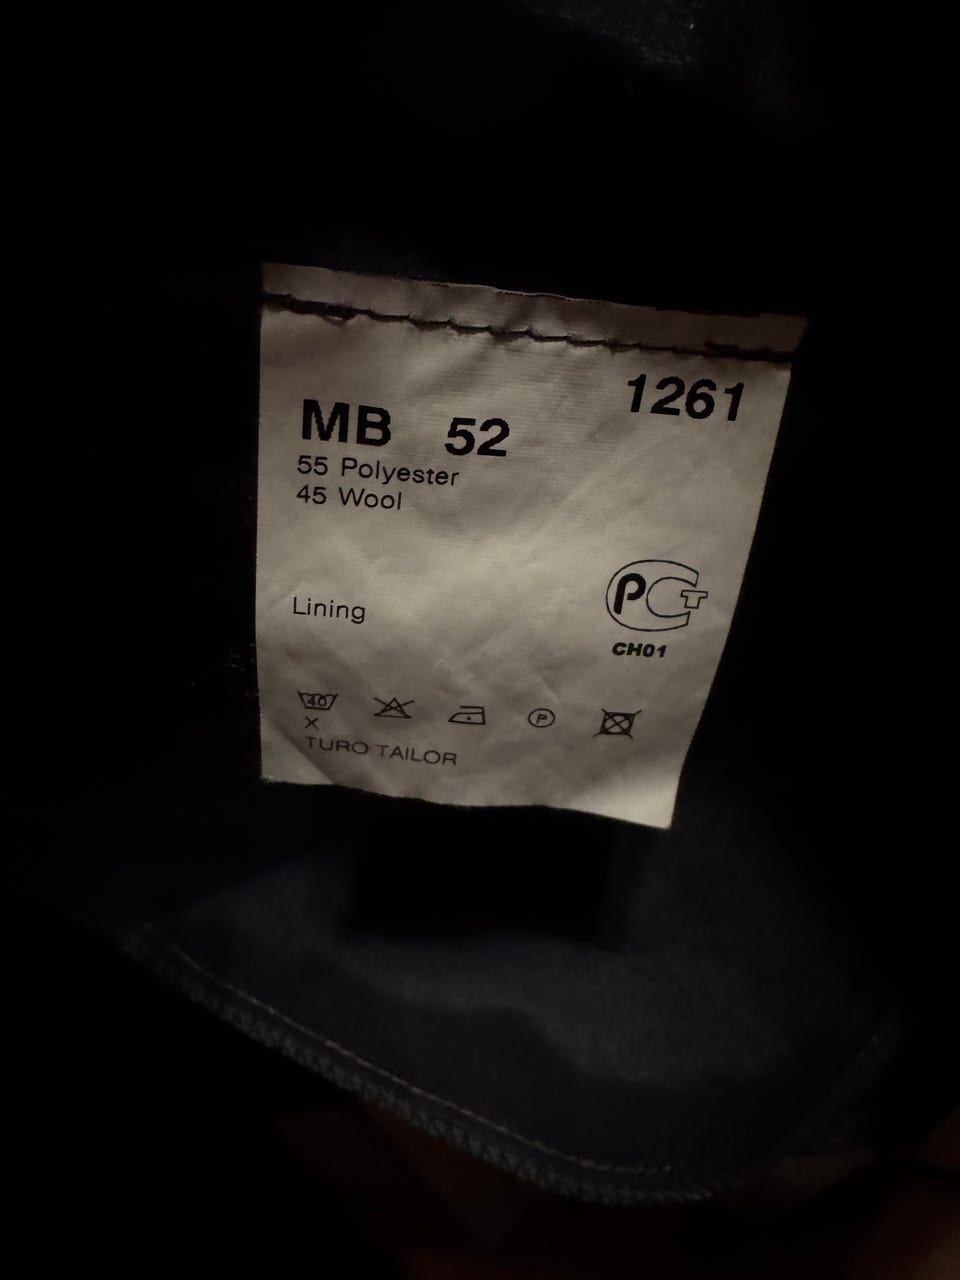 1261
MB 52
55 Polyester
45 Wool
Lining
PCT
CH01
40
P
X
TURO TAILOR